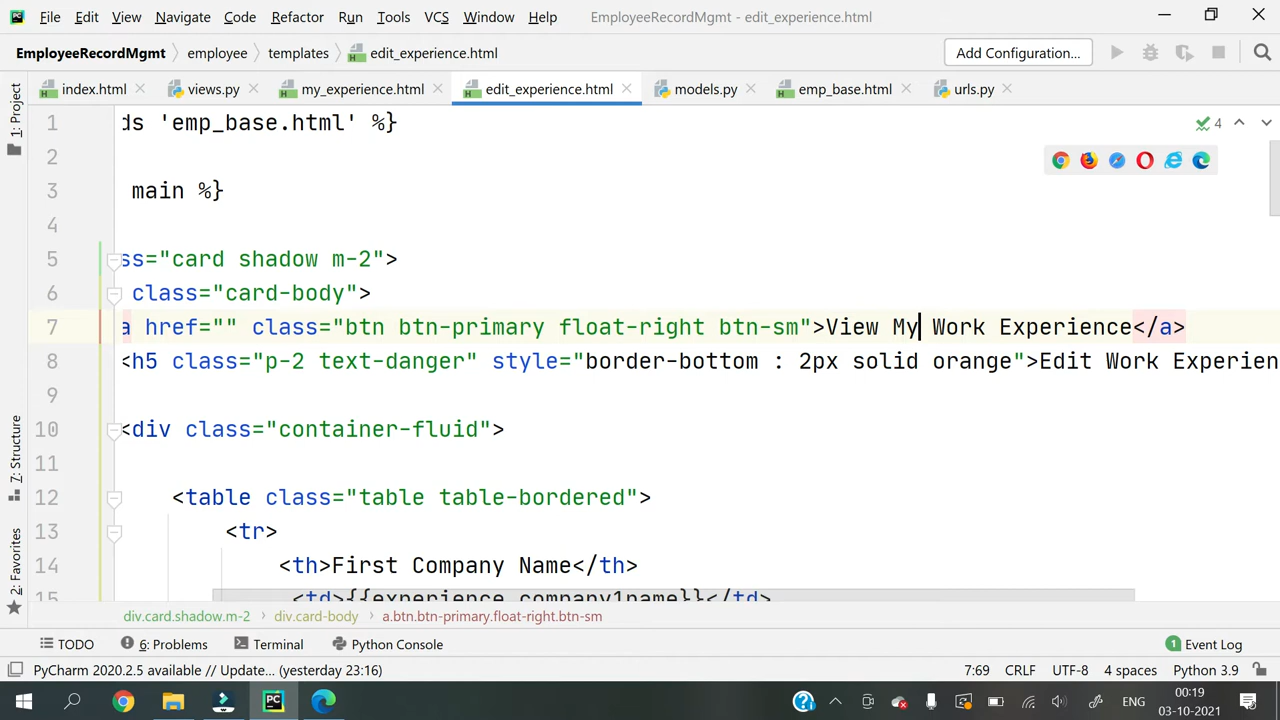 File Edit View Navigate Code Refactor Run Tools VCS Window Help EmployeeRecordMgmt - edit_experience.html
EmployeeRecordMgmt employee templates edit_experience.html Add Configuration...
index.html views.py my_experience.html edit_experience.html models.py emp_base.html urls.py
1: Project
1 ds 'emp_base.html' %} 4
2
3 main %}
4
5 ss="card shadow m-2">
6 class="card-body">
7 a href="" class="btn btn-primary float-right btn-sm">View My Work Experience</a>
8 <h5 class="p-2 text-danger" style="border-bottom : 2px solid orange">Edit Work Experien
9
10 <div class="container-fluid">
11
12 <table class="table table-bordered">
13 <tr>
14 <th>First Company Name</th>
15 <td>{{experience.company1name}}</td>
7: Structure
2: Favorites
div.card.shadow.m-2 div.card-body a.btn.btn-primary.float-right.btn-sm
TODO 6: Problems Terminal Python Console 1 Event Log
PyCharm 2020.2.5 available // Update... (yesterday 23:16) 7:69 CRLF UTF-8 4 spaces Python 3.9
PC ENG 00:19
03-10-2021